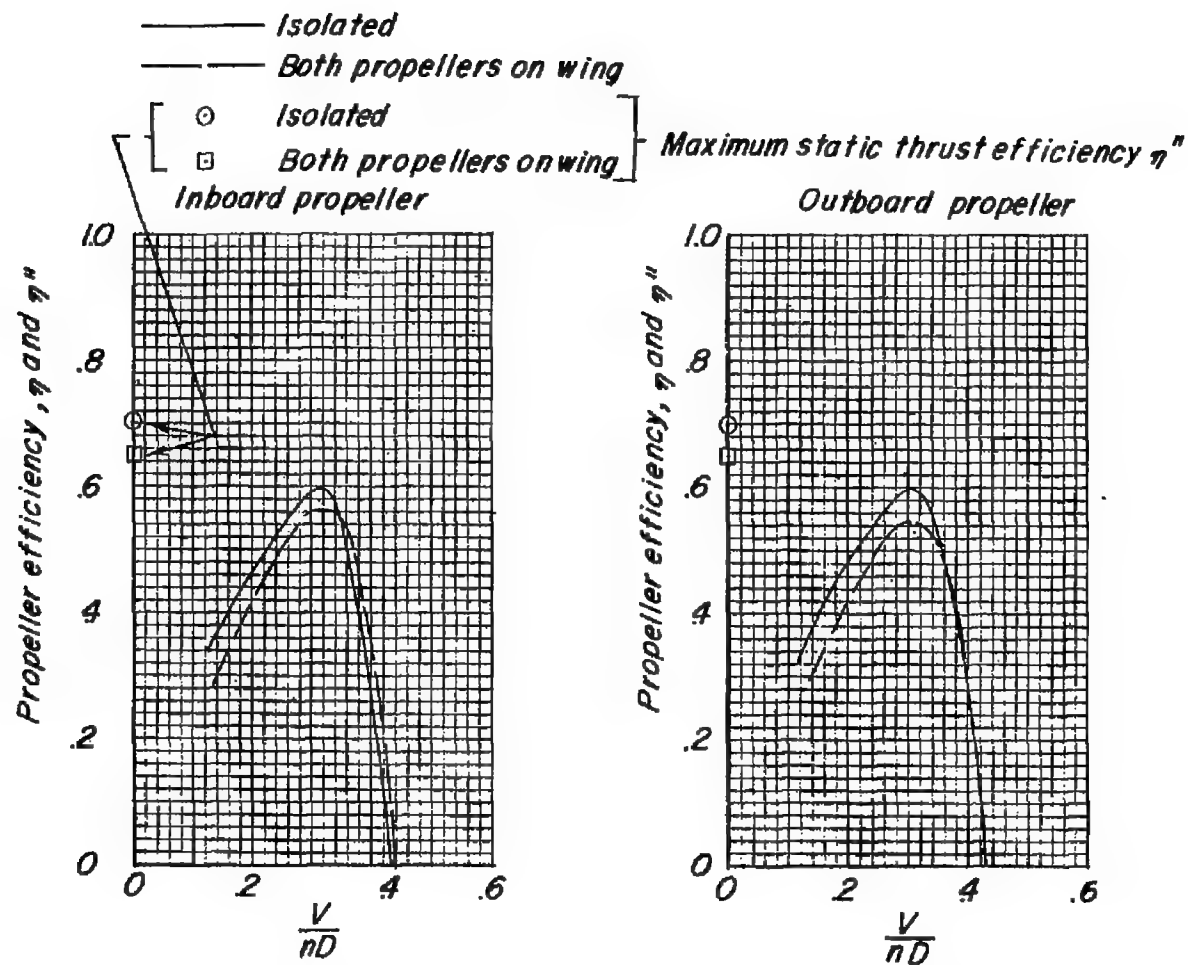 Isolated
Both propellers on wing
Isolated
Both propellers on wing
Maximum static thrust efficiency η"
Inboard propeller
Outboard propeller
Propeller efficiency, η and η"
1.0
.8
.6
.4
.2
0
0 .2 .4 .6
V
nD
Propeller efficiency, η and η"
1.0
.8
.6
.4
.2
0
0 .2 .4 .6
V
nD